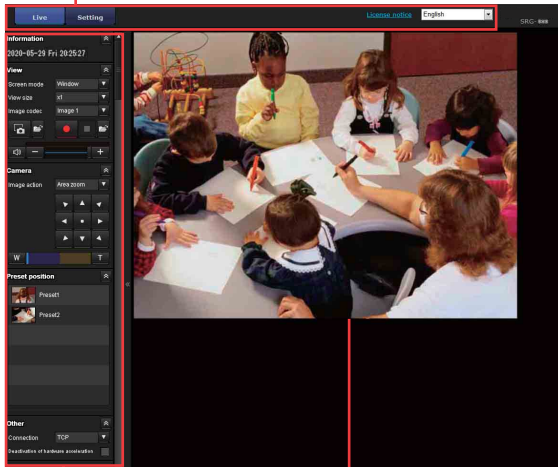 Live Setting License notice English SRG-
Information
2020-05-29 Fri 20:25:27
View
Screen mode Window
View size x1
Image codec Image 1
Camera
Image action Area zoom
W T
Preset position
Preset1
Preset2
Other
Connection TCP
Deactivation of hardware acceleration